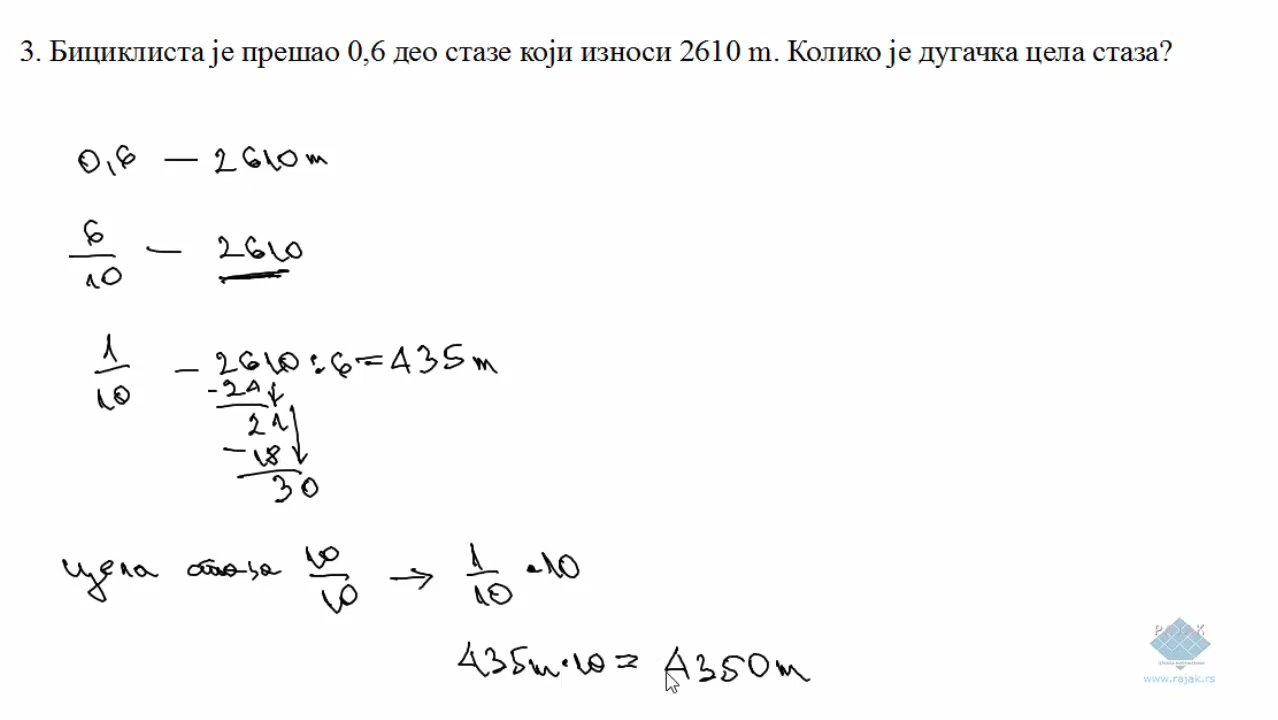 3. Бициклиста је прешао 0,6 део стазе који износи 2610 m. Колико је дугачка цела стаза?
0,6 — 2610 m
6/10 — 2610
1/10 — 2610 : 6 = 435 m
-24
21
-18
30
цела стаза 10/10 → 1/10 · 10
435m · 10 = 4350 m
РАЈАК
www.rajak.rs